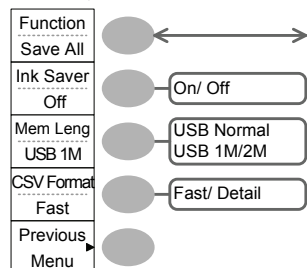 Function
Save All
Ink Saver
Off
On/ Off
Mem Leng
USB 1M
USB Normal
USB 1M/2M
CSV Format
Fast
Fast/ Detail
Previous
Menu